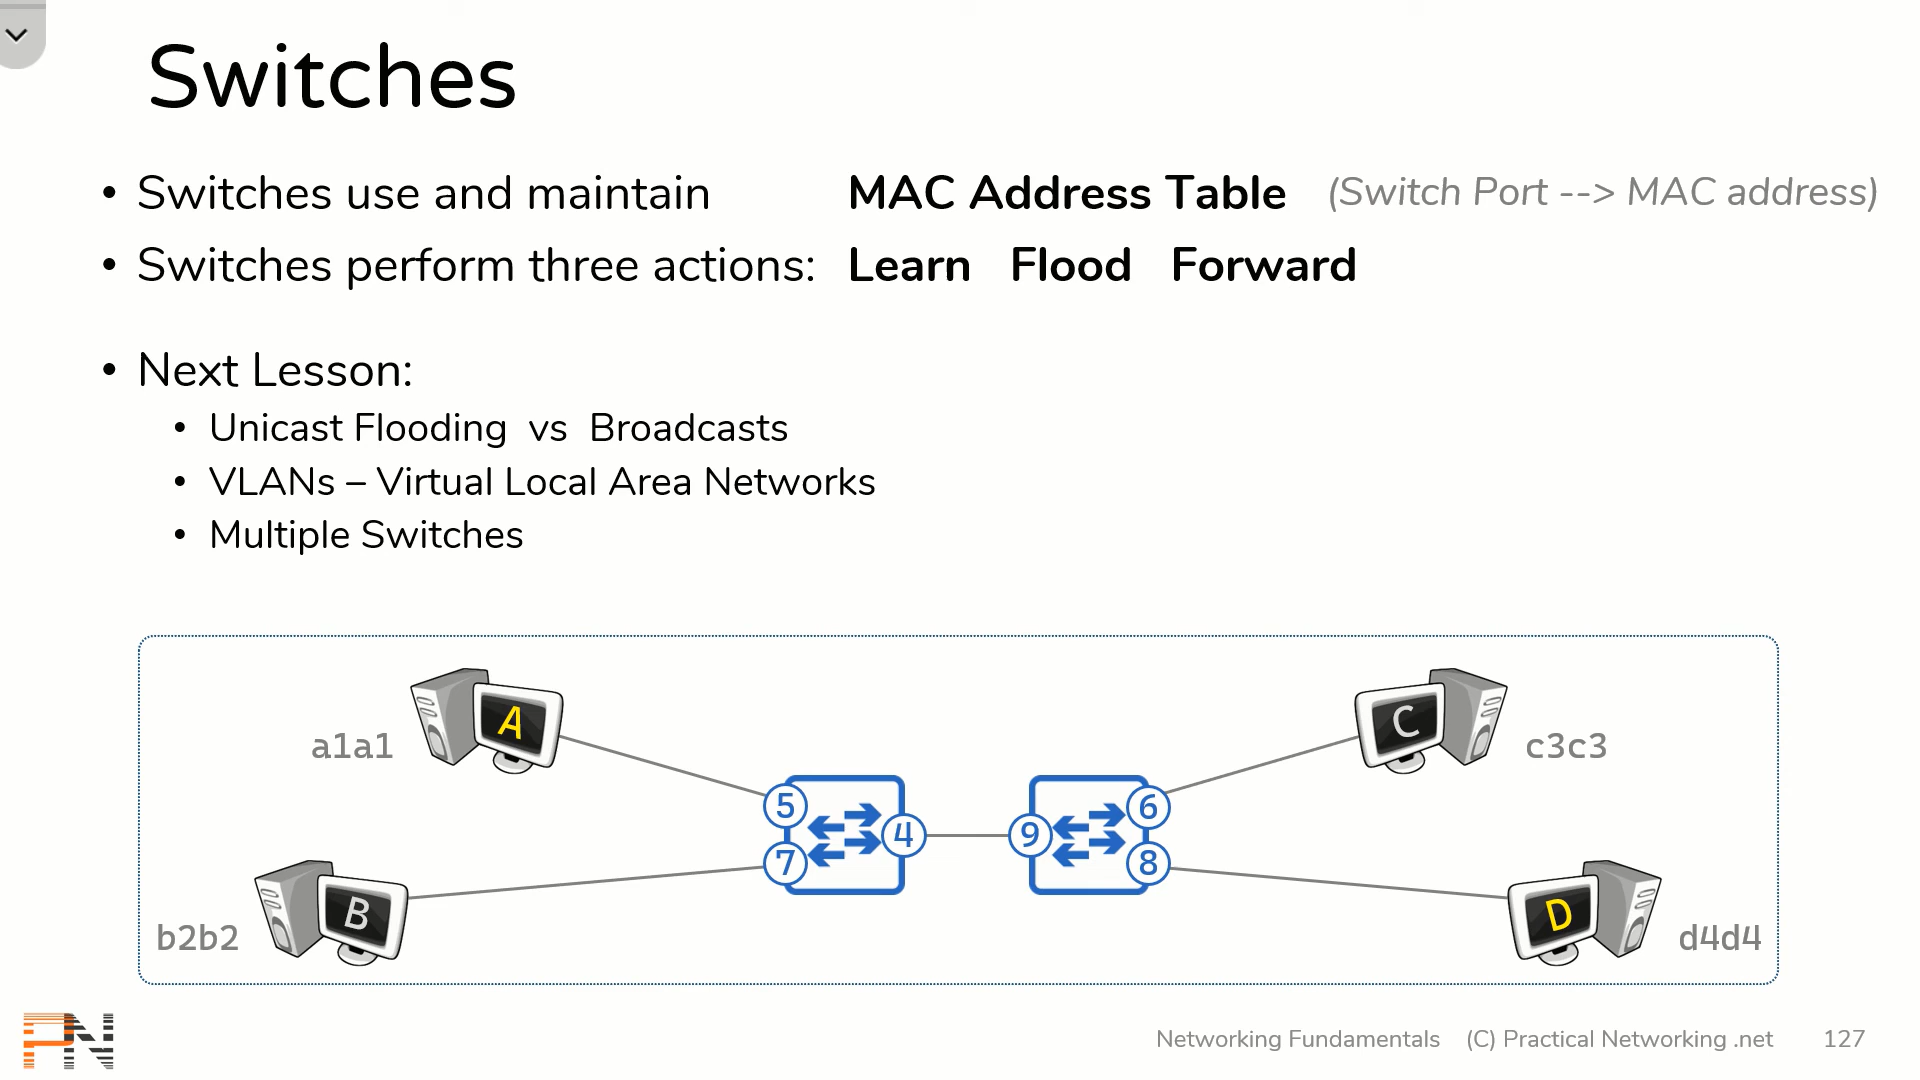 Switches
• Switches use and maintain MAC Address Table (Switch Port --> MAC address)
• Switches perform three actions: Learn Flood Forward
• Next Lesson:
• Unicast Flooding vs Broadcasts
• VLANs – Virtual Local Area Networks
• Multiple Switches
A
C
a1a1
c3c3
5
6
4
9
7
8
B
D
b2b2
d4d4
PN
Networking Fundamentals (C) Practical Networking .net 127